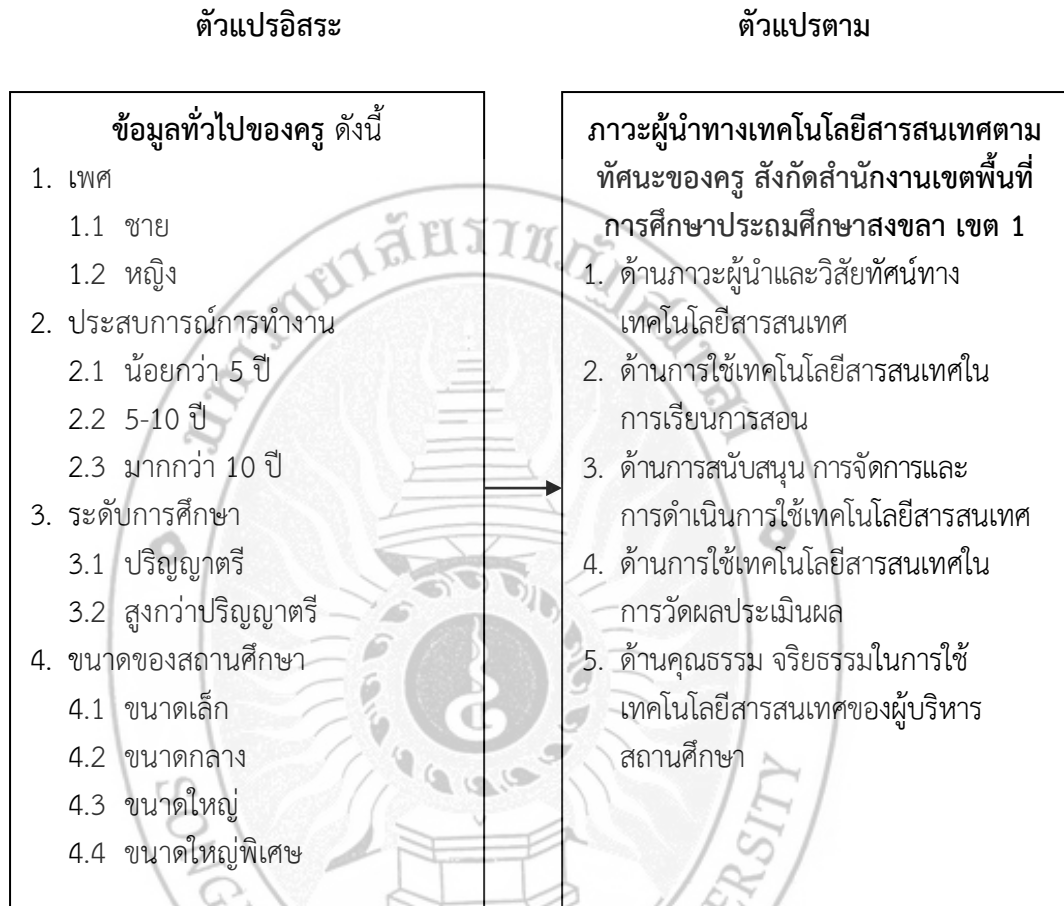 ตัวแปรอิสระ
ตัวแปรตาม
ข้อมูลทั่วไปของครู ดังนี้
1. เพศ
1.1 ชาย
1.2 หญิง
2. ประสบการณ์การทำงาน
2.1 น้อยกว่า 5 ปี
2.2 5-10 ปี
2.3 มากกว่า 10 ปี
3. ระดับการศึกษา
3.1 ปริญญาตรี
3.2 สูงกว่าปริญญาตรี
4. ขนาดของสถานศึกษา
4.1 ขนาดเล็ก
4.2 ขนาดกลาง
4.3 ขนาดใหญ่
4.4 ขนาดใหญ่พิเศษ
ภาวะผู้นำทางเทคโนโลยีสารสนเทศตาม
ทัศนะของครู สังกัดสำนักงานเขตพื้นที่
การศึกษาประถมศึกษาสงขลา เขต 1
1. ด้านภาวะผู้นำและวิสัยทัศน์ทาง
เทคโนโลยีสารสนเทศ
2. ด้านการใช้เทคโนโลยีสารสนเทศใน
การเรียนการสอน
3. ด้านการสนับสนุน การจัดการและ
การดำเนินการใช้เทคโนโลยีสารสนเทศ
4. ด้านการใช้เทคโนโลยีสารสนเทศใน
การวัดผลประเมินผล
5. ด้านคุณธรรม จริยธรรมในการใช้
เทคโนโลยีสารสนเทศของผู้บริหาร
สถานศึกษา
มหาวิทยาลัยราชภัฏสงขลา